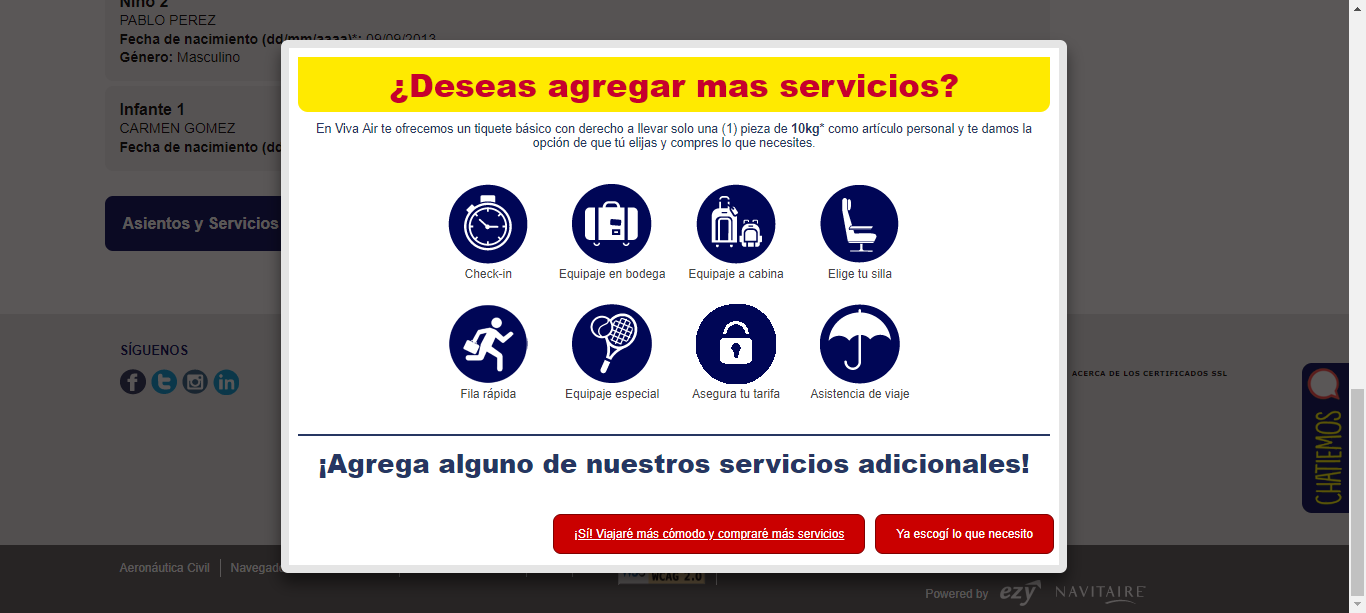 Niño 2
PABLO PEREZ
Fecha de nacimiento (dd/mm/aaaa)*: 09/09/2013
Género: Masculino
Infante 1
CARMEN GOMEZ
Fecha de nacimiento (dd
Asientos y Servicios
¿Deseas agregar mas servicios?
En Viva Air te ofrecemos un tiquete básico con derecho a llevar solo una (1) pieza de 10kg* como artículo personal y te damos la
opción de que tú elijas y compres lo que necesites.
Check-in
Equipaje en bodega
Equipaje a cabina
Elige tu silla
Fila rápida
Equipaje especial
Asegura tu tarifa
Asistencia de viaje
¡Agrega alguno de nuestros servicios adicionales!
¡Sí! Viajaré más cómodo y compraré más servicios
Ya escogí lo que necesito
SÍGUENOS
ACERCA DE LOS CERTIFICADOS SSL
CHATIEMOS
Aeronáutica Civil
Navegado
WCAG 2.0
Powered by ezy NAVITAIRE